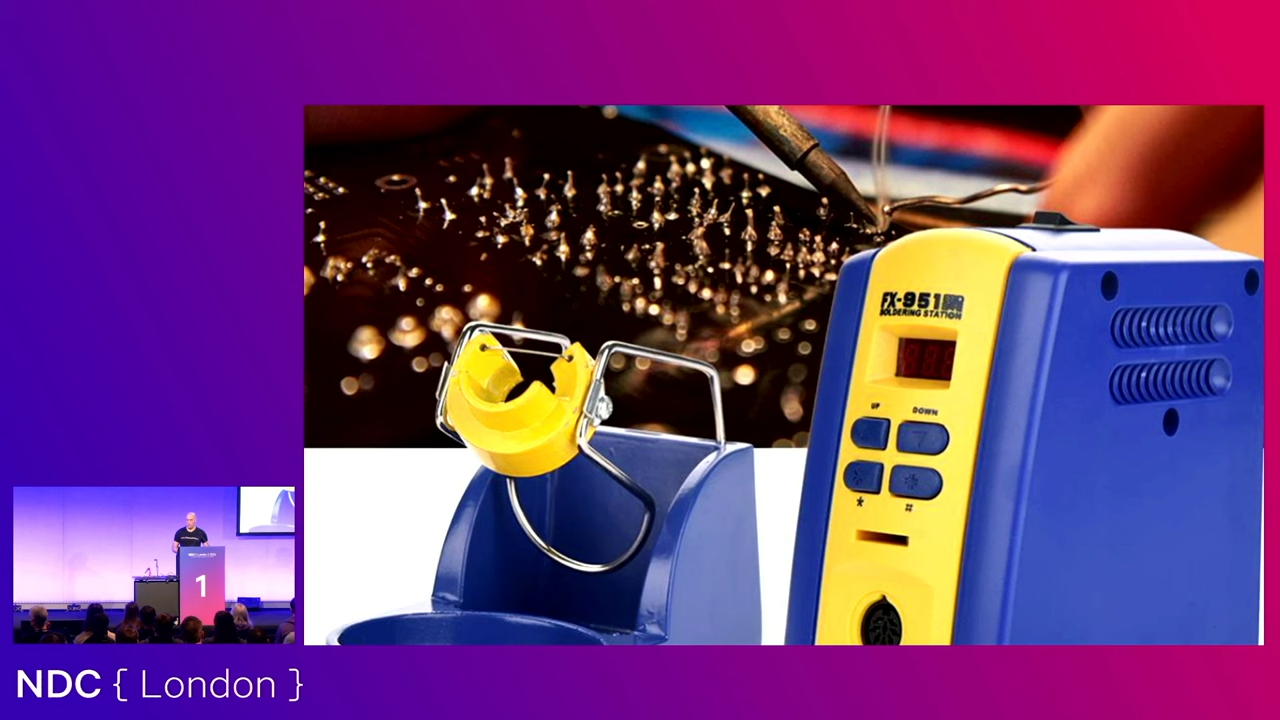 FX-951
SOLDERING STATION
UP
DOWN
*
#
1
NDC { London }